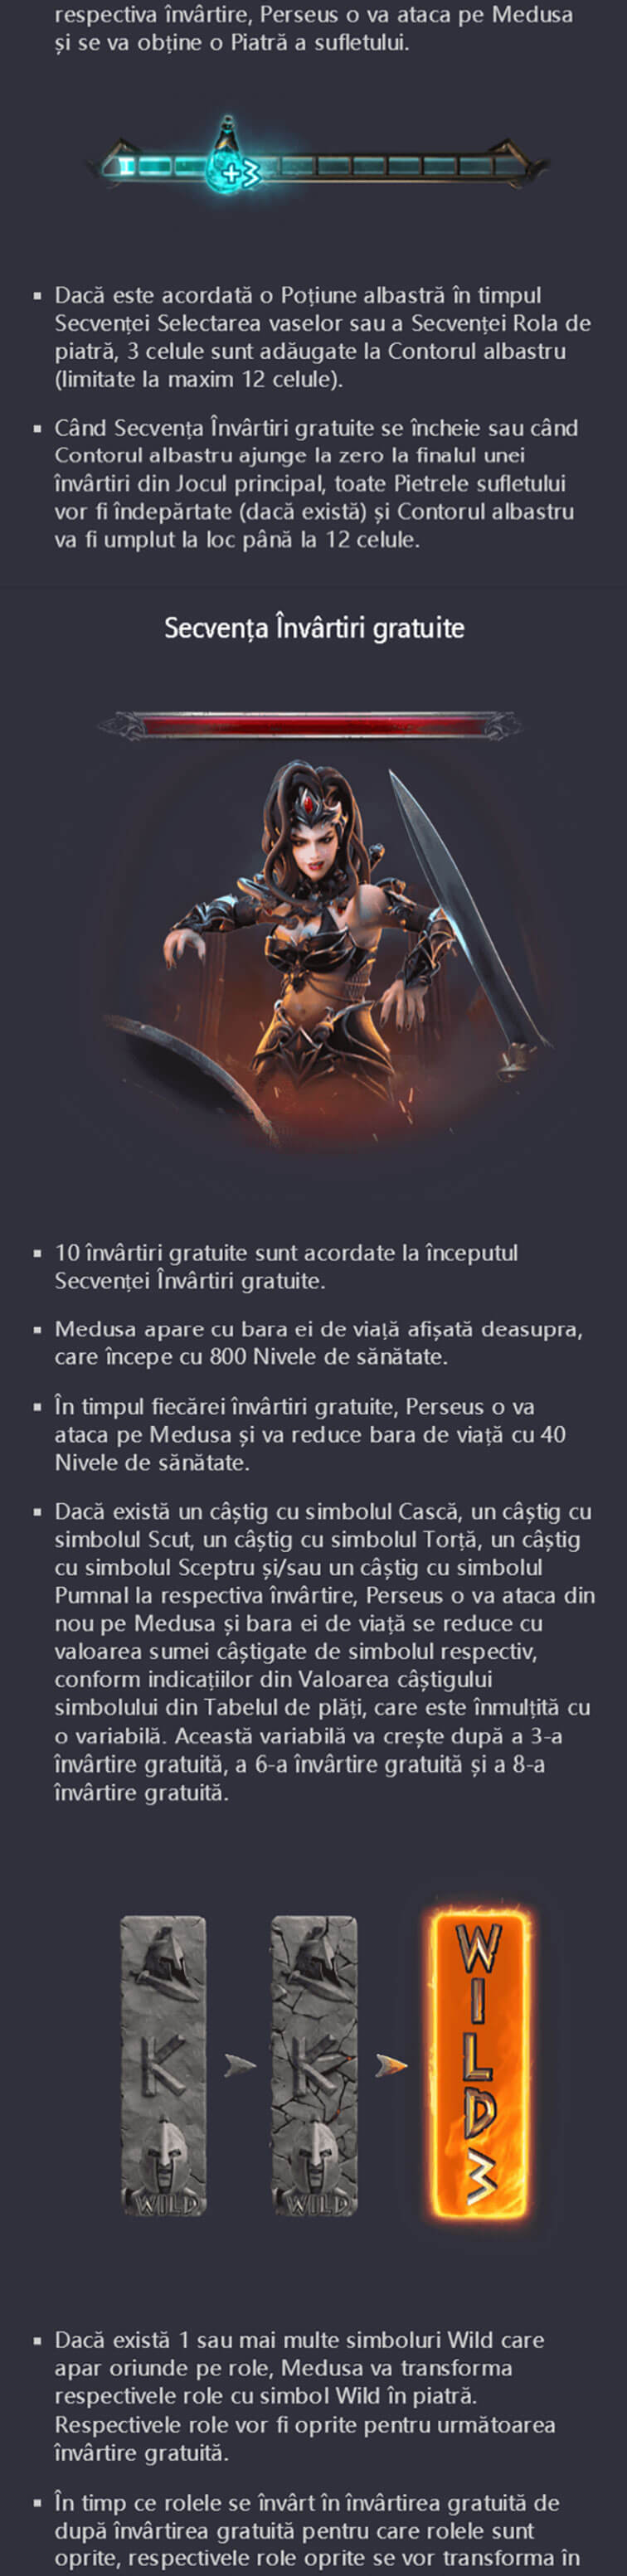 respectiva învârtire, Perseus o va ataca pe Medusa
și se va obține o Piatră a sufletului.
+3
▪ Dacă este acordată o Poțiune albastră în timpul
Secvenței Selectarea vaselor sau a Secvenței Rola de
piatră, 3 celule sunt adăugate la Contorul albastru
(limitate la maxim 12 celule).
▪ Când Secvența Învârtiri gratuite se încheie sau când
Contorul albastru ajunge la zero la finalul unei
învârtiri din Jocul principal, toate Pietrele sufletului
vor fi îndepărtate (dacă există) și Contorul albastru
va fi umplut la loc până la 12 celule.
Secvența Învârtiri gratuite
▪ 10 învârtiri gratuite sunt acordate la începutul
Secvenței Învârtiri gratuite.
▪ Medusa apare cu bara ei de viață afișată deasupra,
care începe cu 800 Nivele de sănătate.
▪ În timpul fiecărei învârtiri gratuite, Perseus o va
ataca pe Medusa și va reduce bara de viață cu 40
Nivele de sănătate.
▪ Dacă există un câștig cu simbolul Cască, un câștig cu
simbolul Scut, un câștig cu simbolul Torță, un câștig
cu simbolul Sceptru și/sau un câștig cu simbolul
Pumnal la respectiva învârtire, Perseus o va ataca din
nou pe Medusa și bara ei de viață se reduce cu
valoarea sumei câștigate de simbolul respectiv,
conform indicațiilor din Valoarea câștigului
simbolului din Tabelul de plăți, care este înmulțită cu
o variabilă. Această variabilă va crește după a 3-a
învârtire gratuită, a 6-a învârtire gratuită și a 8-a
învârtire gratuită.
K
WILD
K
WILD
WILD
▪ Dacă există 1 sau mai multe simboluri Wild care
apar oriunde pe role, Medusa va transforma
respectivele role cu simbol Wild în piatră.
Respectivele role vor fi oprite pentru următoarea
învârtire gratuită.
▪ În timp ce rolele se învârt în învârtirea gratuită de
după învârtirea gratuită pentru care rolele sunt
oprite, respectivele role oprite se vor transforma în